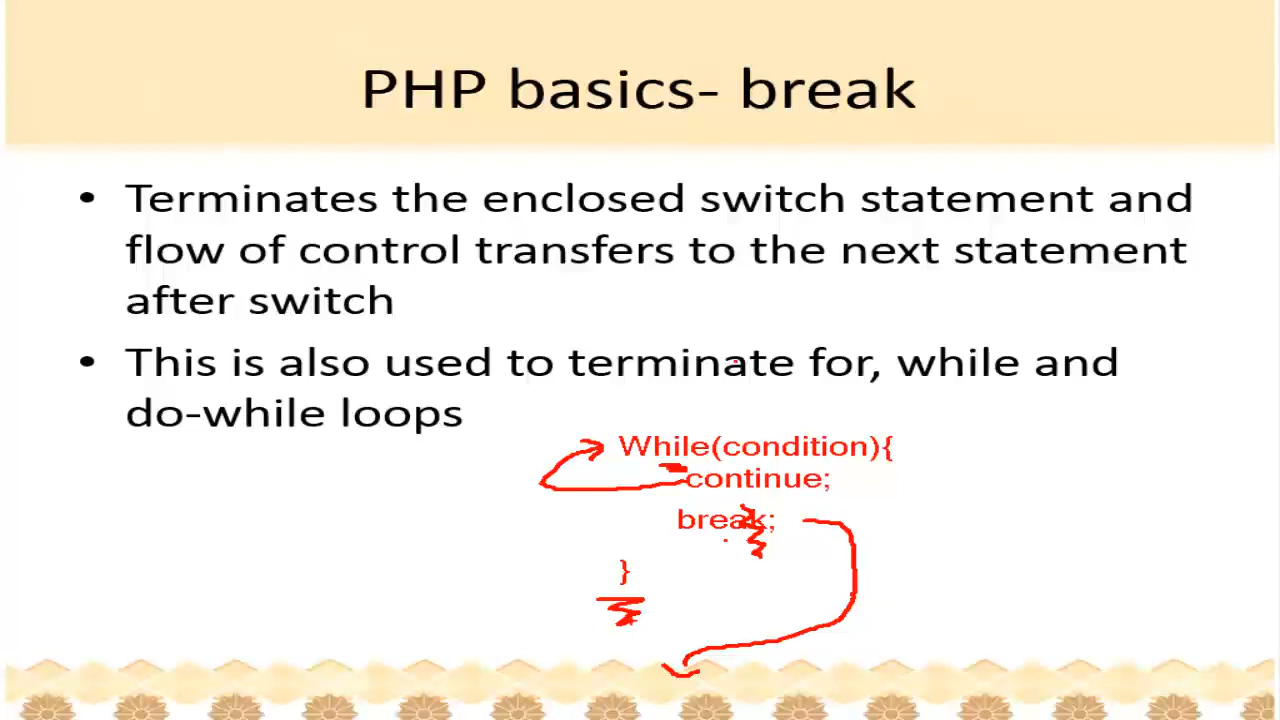 PHP basics- break
• Terminates the enclosed switch statement and
flow of control transfers to the next statement
after switch
• This is also used to terminate for, while and
do-while loops
While(condition){
continue;
break;
}